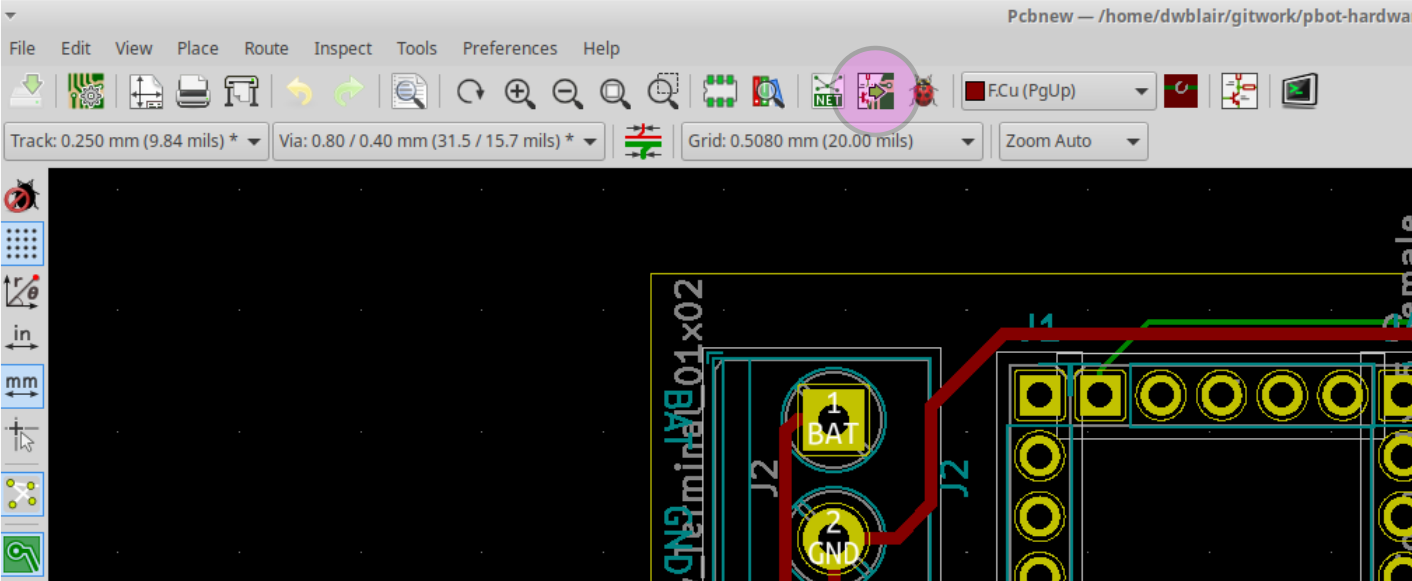 Pcbnew — /home/dwblair/gitwork/pbot-hardwa
File Edit View Place Route Inspect Tools Preferences Help
NET
F.Cu (PgUp)
Track: 0.250 mm (9.84 mils) *
Via: 0.80 / 0.40 mm (31.5 / 15.7 mils) *
Grid: 0.5080 mm (20.00 mils)
Zoom Auto
r
θ
in
mm
J1
1
BAT
2
GND
J2
J2
BAT
GND
_01x02